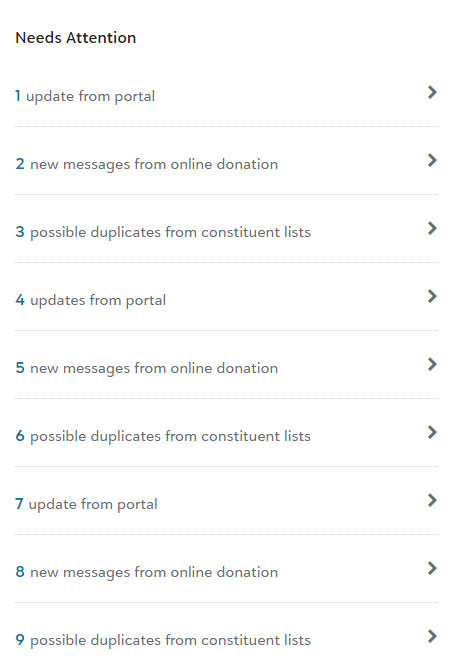 Needs Attention
1 update from portal
2 new messages from online donation
3 possible duplicates from constituent lists
4 updates from portal
5 new messages from online donation
6 possible duplicates from constituent lists
7 update from portal
8 new messages from online donation
9 possible duplicates from constituent lists